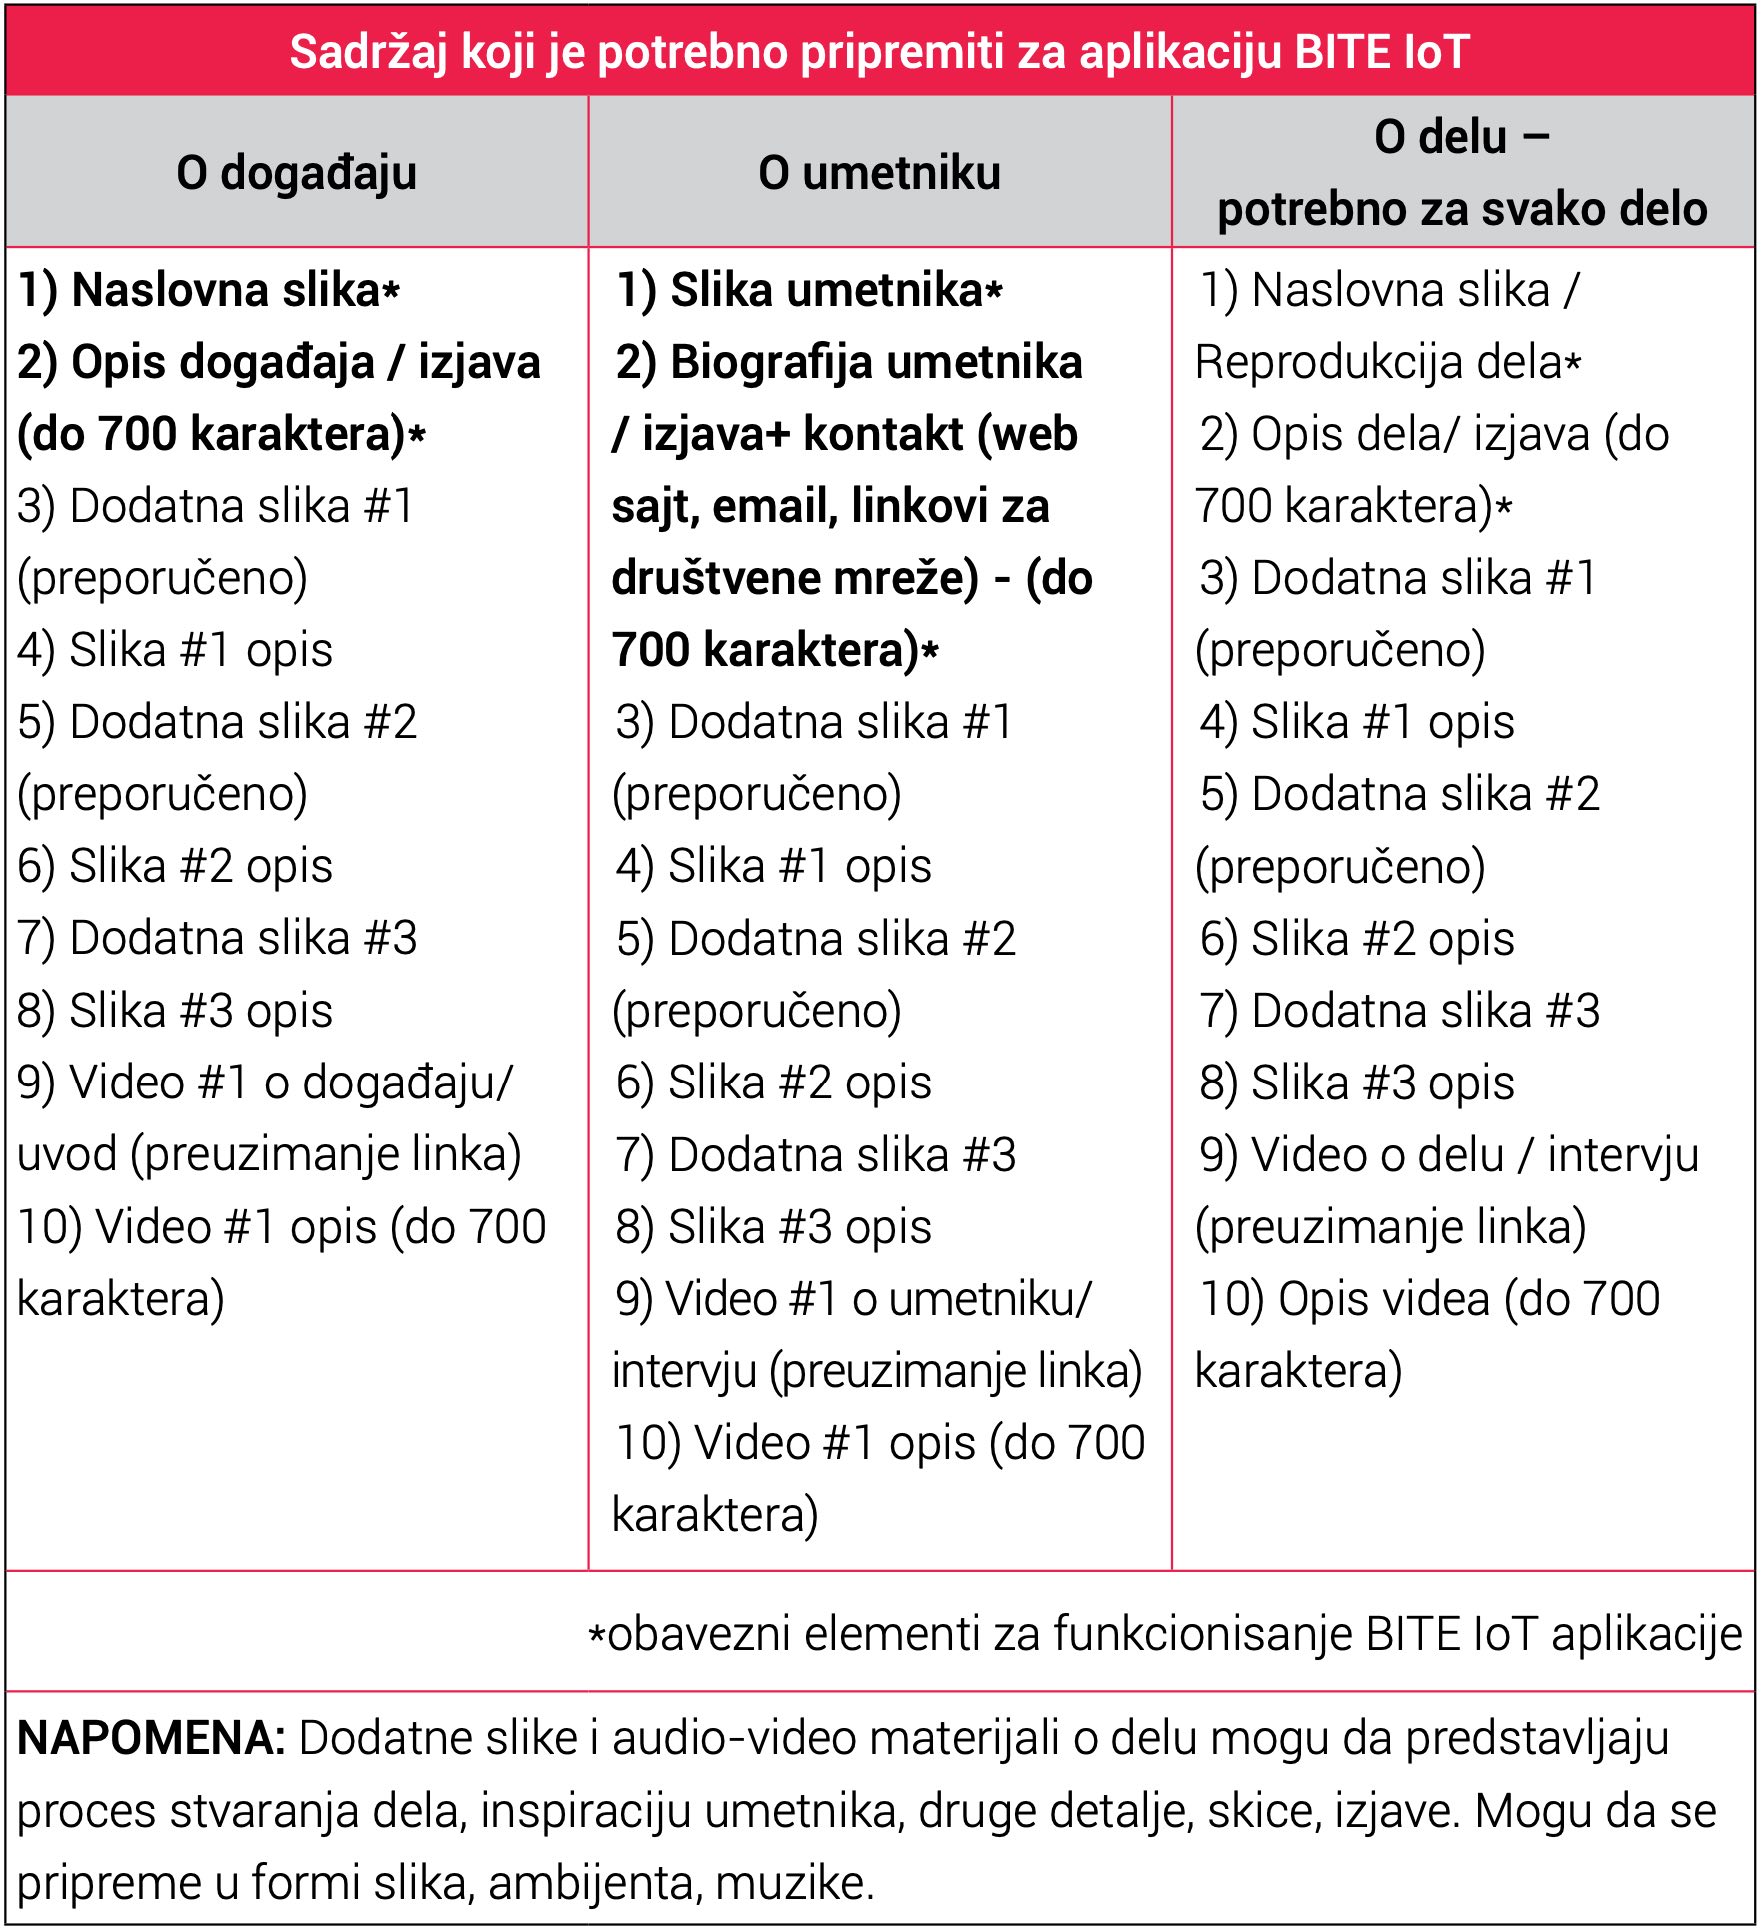 Sadržaj koji je potrebno pripremiti za aplikaciju BITE IoT
O događaju
O umetniku
O delu –
potrebno za svako delo
1) Naslovna slika*
2) Opis događaja / izjava
(do 700 karaktera)*
3) Dodatna slika #1
(preporučeno)
4) Slika #1 opis
5) Dodatna slika #2
(preporučeno)
6) Slika #2 opis
7) Dodatna slika #3
8) Slika #3 opis
9) Video #1 o događaju/
uvod (preuzimanje linka)
10) Video #1 opis (do 700
karaktera)
1) Slika umetnika*
2) Biografija umetnika
/ izjava+ kontakt (web
sajt, email, linkovi za
društvene mreže) - (do
700 karaktera)*
3) Dodatna slika #1
(preporučeno)
4) Slika #1 opis
5) Dodatna slika #2
(preporučeno)
6) Slika #2 opis
7) Dodatna slika #3
8) Slika #3 opis
9) Video #1 o umetniku/
intervju (preuzimanje linka)
10) Video #1 opis (do 700
karaktera)
1) Naslovna slika /
Reprodukcija dela*
2) Opis dela/ izjava (do
700 karaktera)*
3) Dodatna slika #1
(preporučeno)
4) Slika #1 opis
5) Dodatna slika #2
(preporučeno)
6) Slika #2 opis
7) Dodatna slika #3
8) Slika #3 opis
9) Video o delu / intervju
(preuzimanje linka)
10) Opis videa (do 700
karaktera)
*obavezni elementi za funkcionisanje BITE IoT aplikacije
NAPOMENA: Dodatne slike i audio-video materijali o delu mogu da predstavljaju
proces stvaranja dela, inspiraciju umetnika, druge detalje, skice, izjave. Mogu da se
pripreme u formi slika, ambijenta, muzike.